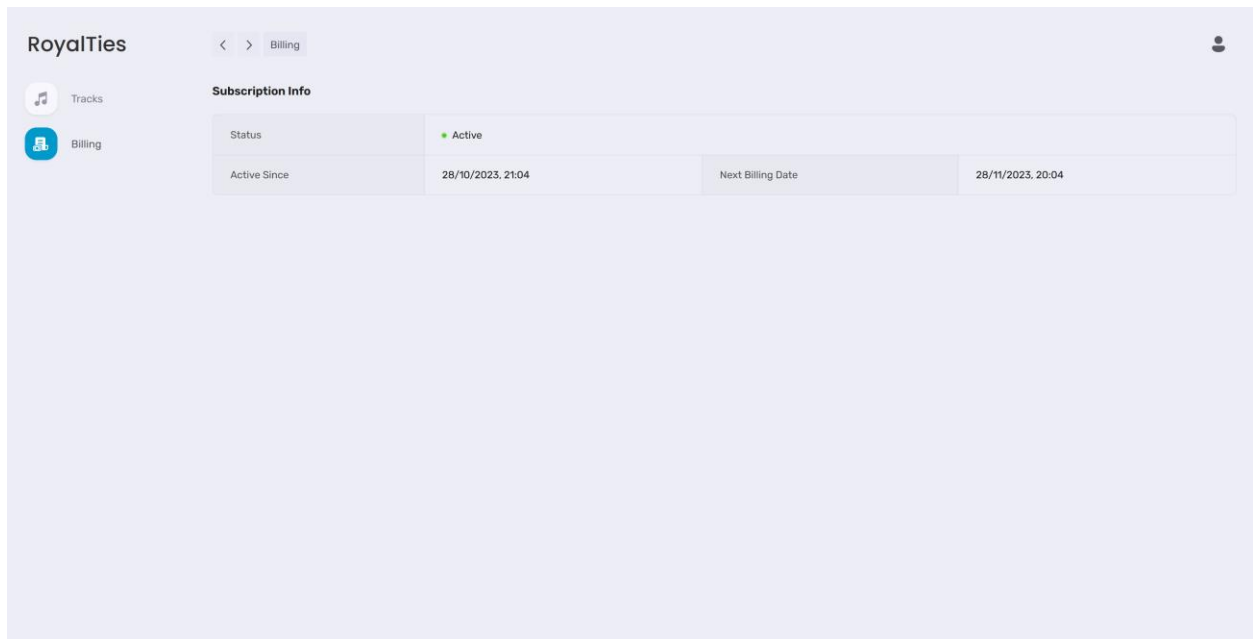 RoyalTies
Billing
Tracks
Billing
Subscription Info
Status Active
Active Since 28/10/2023, 21:04 Next Billing Date 28/11/2023, 20:04